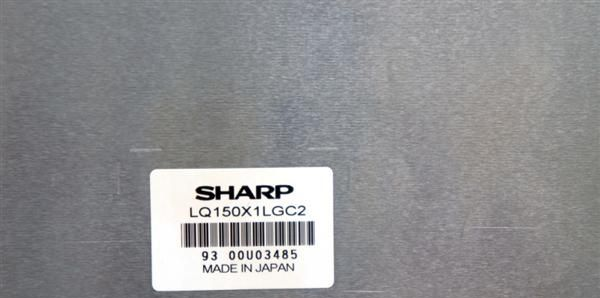 SHARP
LQ150X1LGC2
93 00U03485
MADE IN JAPAN